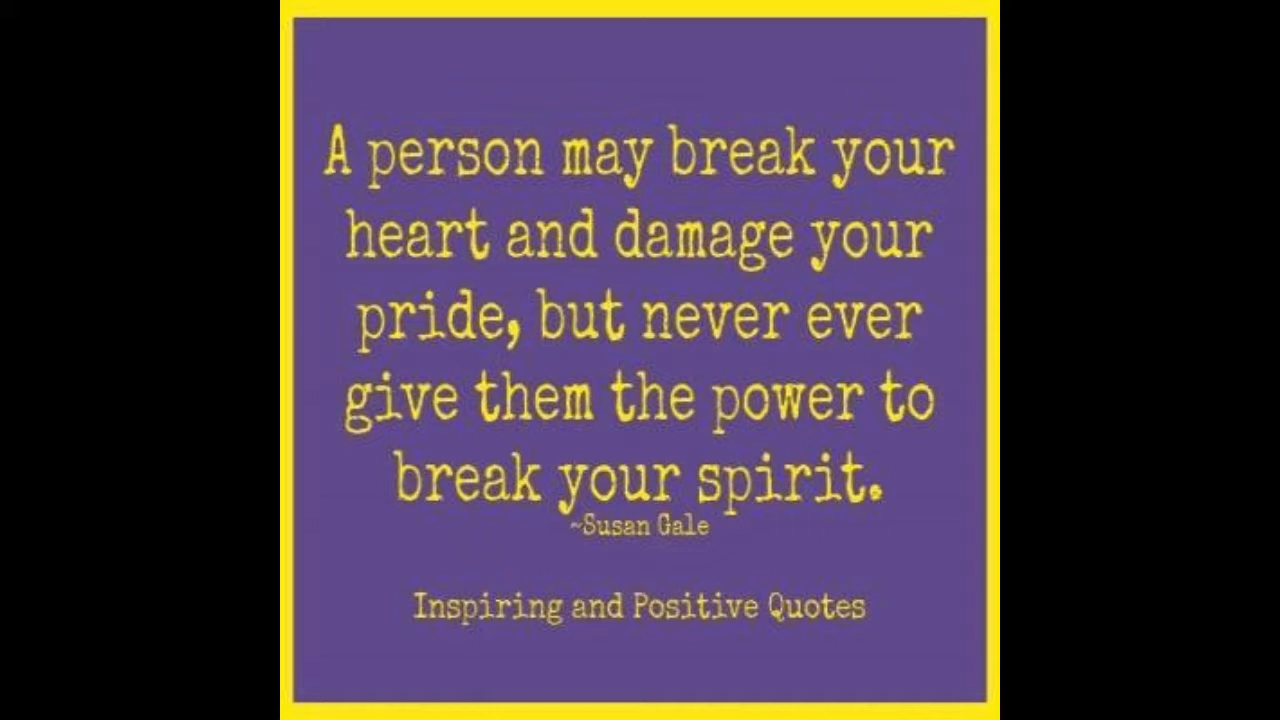 A person may break your
heart and damage your
pride, but never ever
give them the power to
break your spirit.
~Susan Gale
Inspiring and Positive Quotes